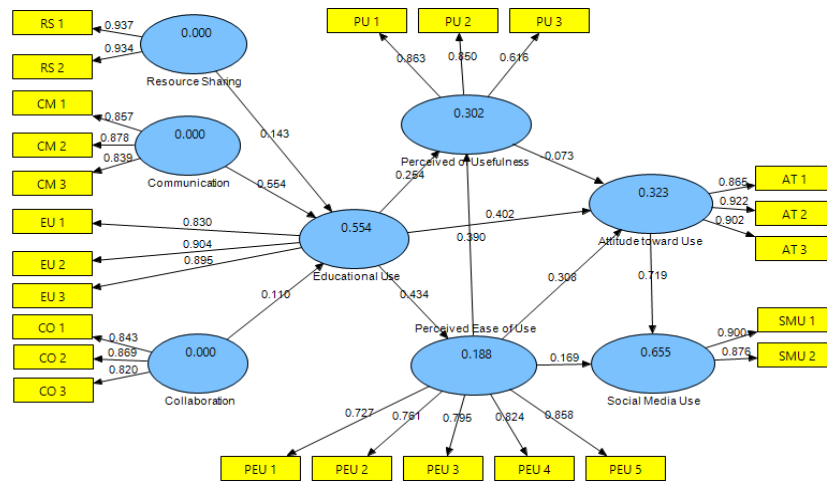 RS 1
0.937
RS 2
0.934
0.000
Resource Sharing
CM 1
0.857
CM 2
0.878
CM 3
0.839
0.000
Communication
0.143
0.554
EU 1
0.830
EU 2
0.904
EU 3
0.895
0.554
Educational Use
CO 1
0.843
CO 2
0.869
CO 3
0.820
0.000
Collaboration
0.110
PU 1
PU 2
PU 3
0.863
0.850
0.616
0.302
Perceived of Usefulness
0.254
-0.073
0.402
0.390
0.434
0.308
Perceived Ease of Use
0.188
0.169
0.727
0.761
0.795
0.824
0.858
PEU 1
PEU 2
PEU 3
PEU 4
PEU 5
0.323
Attitude toward Use
0.865
AT 1
0.922
AT 2
0.902
AT 3
0.719
0.655
Social Media Use
0.900
SMU 1
0.876
SMU 2